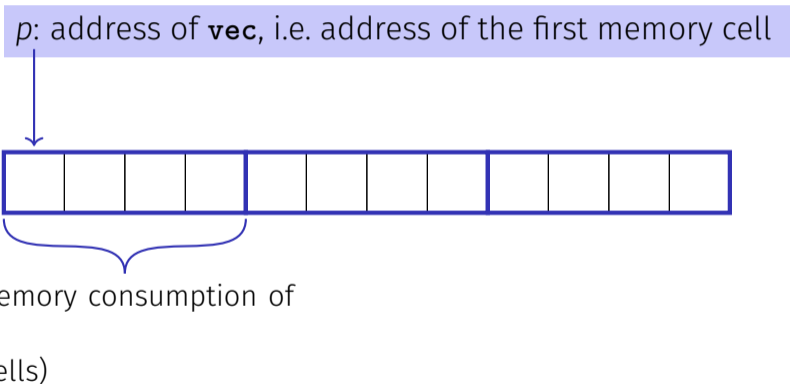 p: address of vec, i.e. address of the first memory cell
emory consumption of
ells)